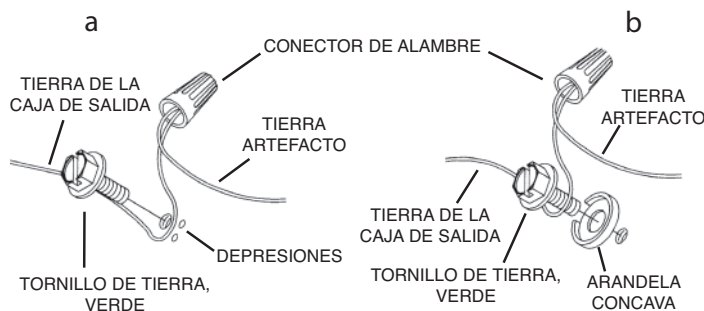 a
b
CONECTOR DE ALAMBRE
TIERRA DE LA
CAJA DE SALIDA
TIERRA
ARTEFACTO
DEPRESIONES
TORNILLO DE TIERRA,
VERDE
TIERRA
ARTEFACTO
TIERRA DE LA
CAJA DE SALIDA
TORNILLO DE TIERRA,
VERDE
ARANDELA
CONCAVA